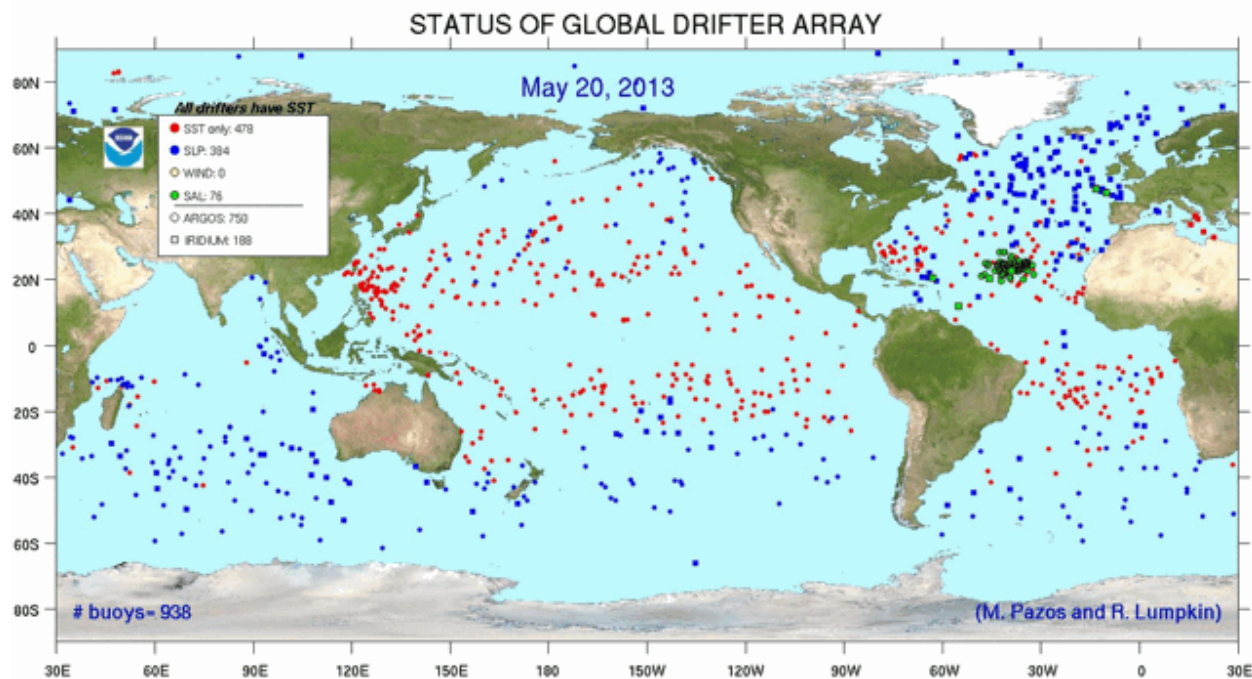 STATUS OF GLOBAL DRIFTER ARRAY
May 20, 2013
All drifters have SST
SST only: 478
SLP: 384
WIND: 0
SAL: 76
ARGOS: 750
IRIDIUM: 188
NOAA
80N
60N
40N
20N
0
20S
40S
60S
80S
# buoys= 938
(M. Pazos and R. Lumpkin)
30E 60E 90E 120E 150E 180 150W 120W 90W 60W 30W 0 30E